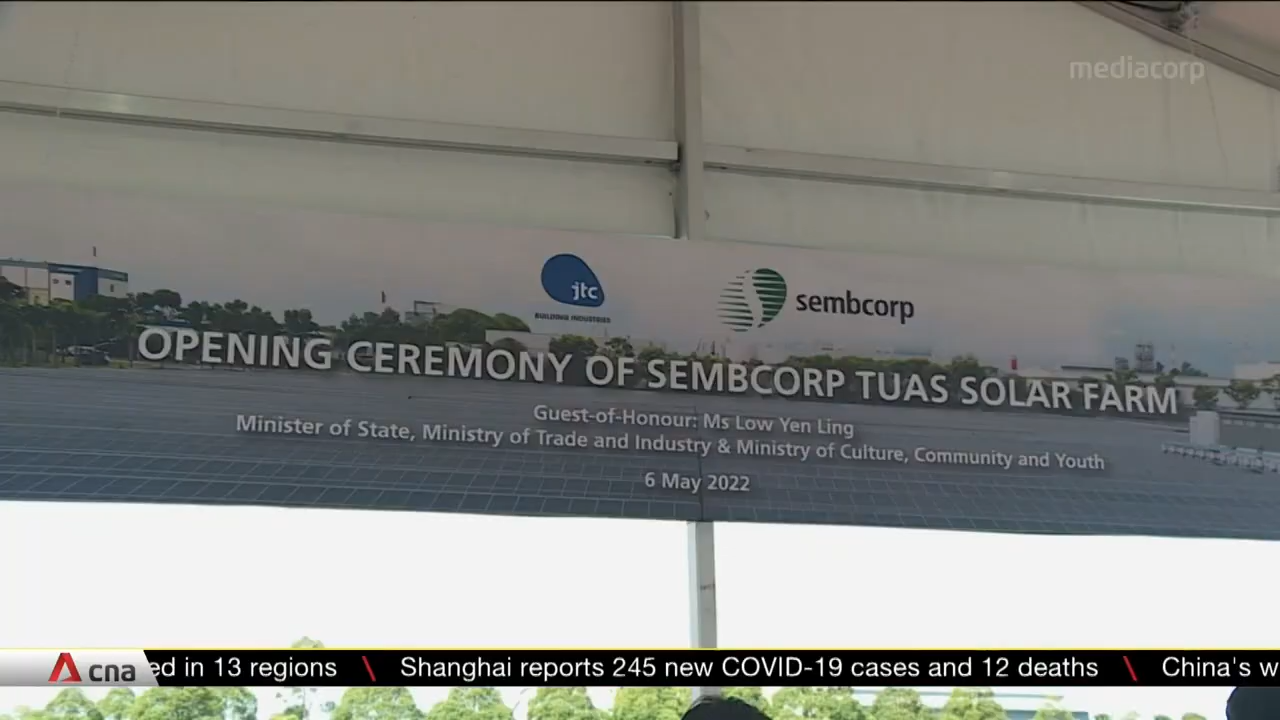 mediacorp
jtc
BUILDING INDUSTRIES
sembcorp
OPENING CEREMONY OF SEMBCORP TUAS SOLAR FARM
Guest-of-Honour: Ms Low Yen Ling
Minister of State, Ministry of Trade and Industry & Ministry of Culture, Community and Youth
6 May 2022
cna
ed in 13 regions \ Shanghai reports 245 new COVID-19 cases and 12 deaths \ China's w